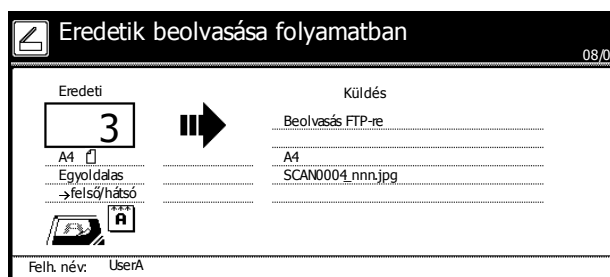 Eredetik beolvasása folyamatban
08/0
Eredeti
3
A4
Egyoldalas
→felső/hátsó
A
Küldés
Beolvasás FTP-re
A4
SCAN0004_nnn.jpg
Felh. név: UserA